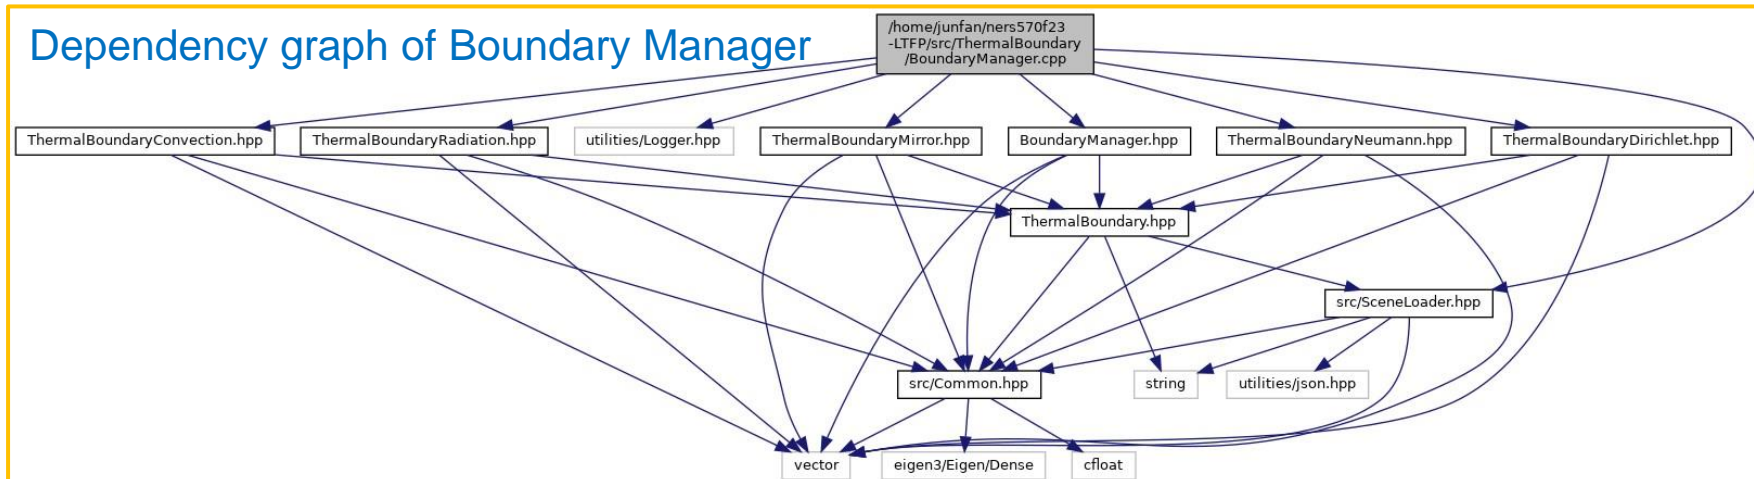 Dependency graph of Boundary Manager
/home/junfan/ners570f23
-LTFP/src/ThermalBoundary
/BoundaryManager.cpp
ThermalBoundaryConvection.hpp
ThermalBoundaryRadiation.hpp
utilities/Logger.hpp
ThermalBoundaryMirror.hpp
BoundaryManager.hpp
ThermalBoundaryNeumann.hpp
ThermalBoundaryDirichlet.hpp
ThermalBoundary.hpp
src/SceneLoader.hpp
src/Common.hpp
string
utilities/json.hpp
vector
eigen3/Eigen/Dense
cfloat